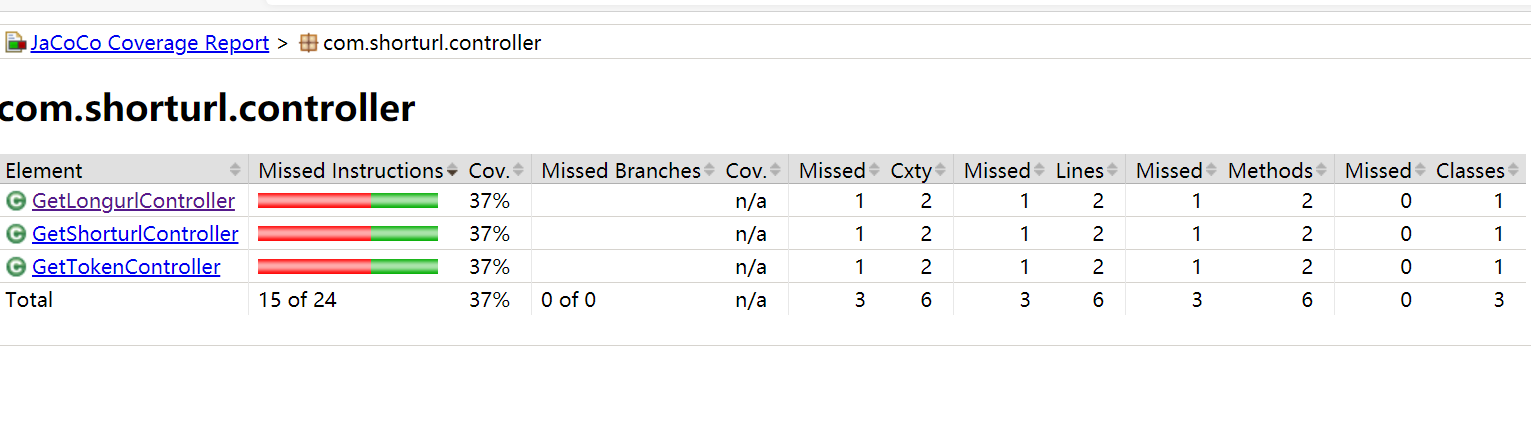 JaCoCo Coverage Report > com.shorturl.controller
com.shorturl.controller
Element Missed Instructions Cov. Missed Branches Cov. Missed Cxty Missed Lines Missed Methods Missed Classes
GetLongurlController 37% n/a 1 2 1 2 1 2 0 1
GetShorturlController 37% n/a 1 2 1 2 1 2 0 1
GetTokenController 37% n/a 1 2 1 2 1 2 0 1
Total 15 of 24 37% 0 of 0 n/a 3 6 3 6 3 6 0 3